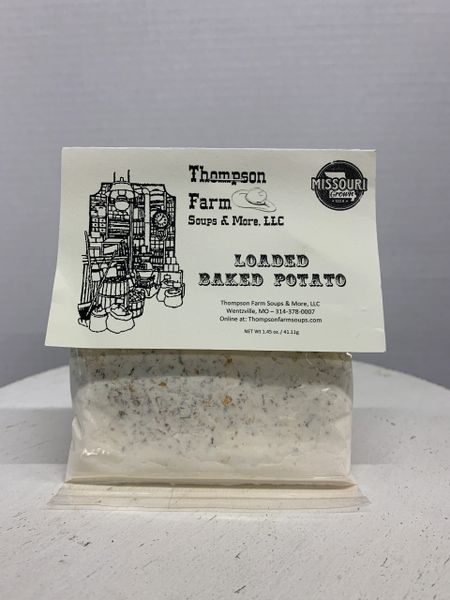 Thompson
Farm
Soups & More, LLC
MISSOURI
Grown
LOADED
BAKED POTATO
Thompson Farm Soups & More, LLC
Wentzville, MO – 314-378-0007
Online at: Thompsonfarmsoups.com
NET Wt 1.45 oz. / 41.11g